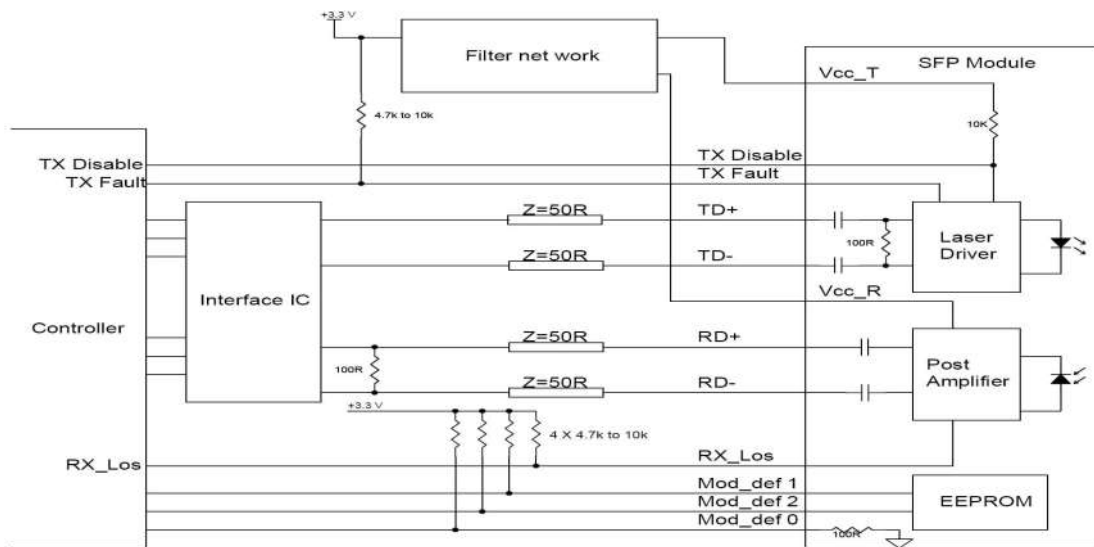 +3.3 V
Filter net work
SFP Module
Vcc_T
4.7k to 10k
10K
TX Disable
TX Disable
TX Fault
TX Fault
Z=50R
TD+
100R
Laser
Driver
Z=50R
TD-
Interface IC
Vcc_R
Controller
Z=50R
RD+
100R
Post
Amplifier
Z=50R
RD-
+3.3 V
4 X 4.7k to 10k
RX_Los
RX_Los
Mod_def 1
EEPROM
Mod_def 2
Mod_def 0
100R